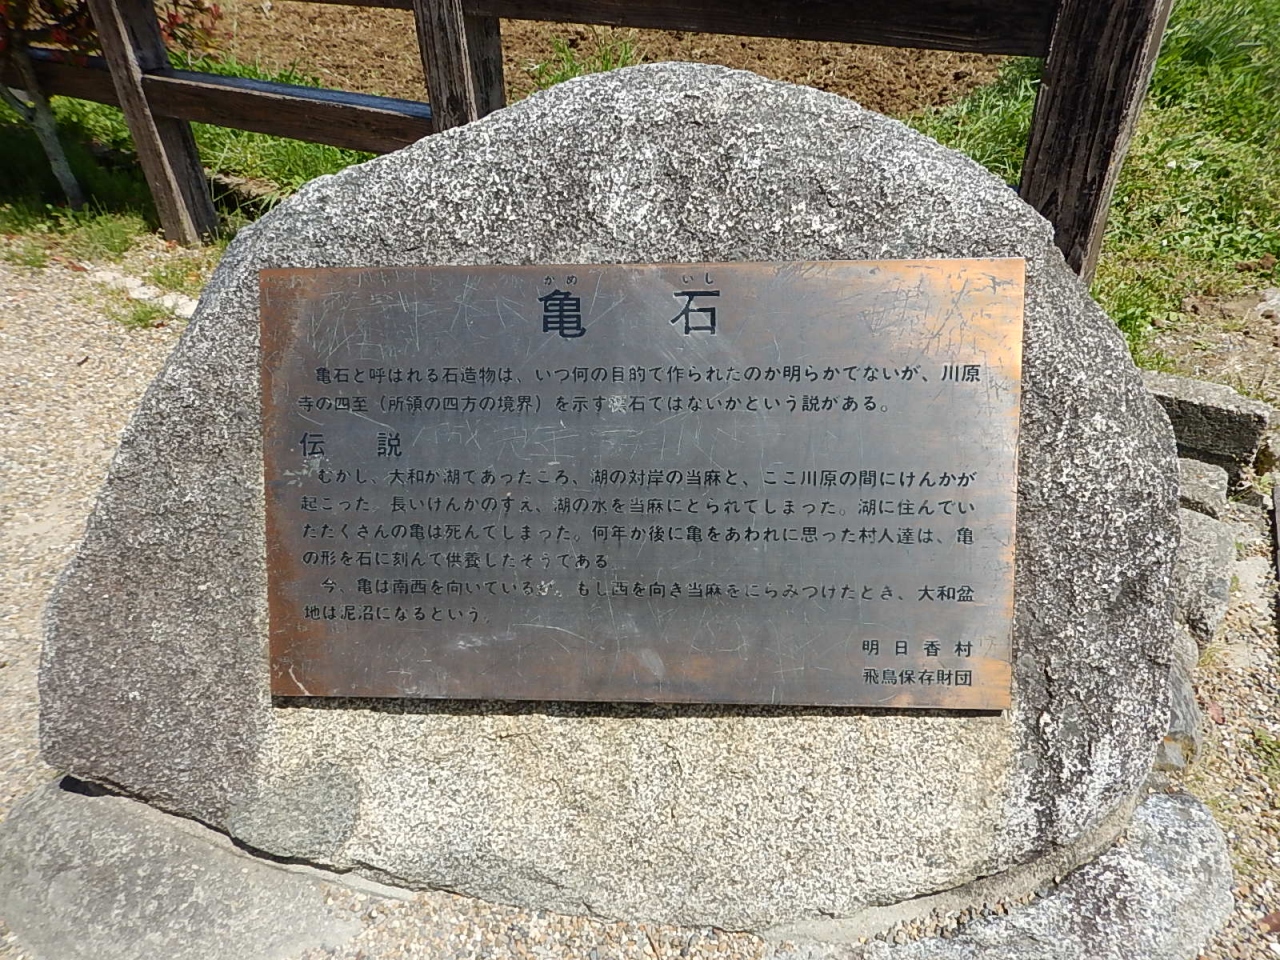 かめ いし
亀石
亀石と呼ばれる石造物は、いつ何の目的で作られたのか明らかでないが、川原
寺の四至（所領の四方の境界）を示す標石ではないかという説がある。
伝説
むかし、大和が湖であったころ、湖の対岸の当麻と、ここ川原の間にけんかが
起こった。長いけんかのすえ、湖の水を当麻にとられてしまった。湖に住んでい
たたくさんの亀は死んでしまった。何年か後に亀をあわれに思った村人達は、亀
の形を石に刻んで供養したそうである。
今、亀は南西を向いているが、もし西を向き当麻をにらみつけたとき、大和盆
地は泥沼になるという。
明日香村
飛鳥保存財団